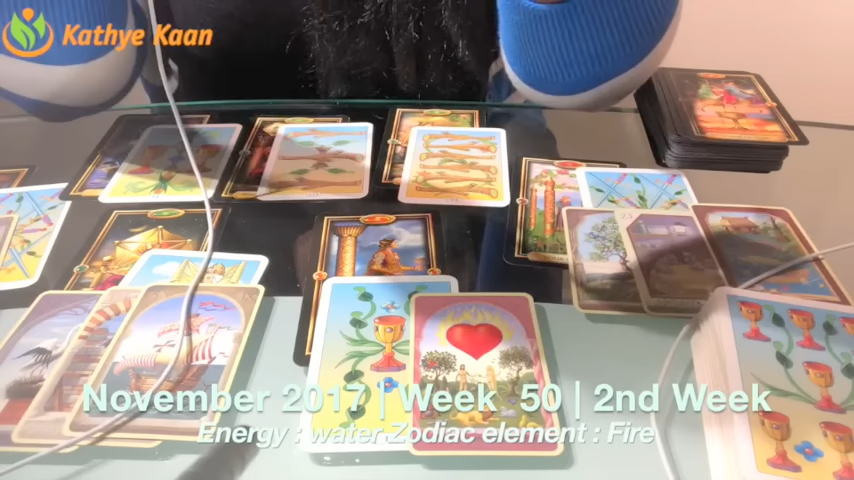 Kathye Kaan
November 2017 | Week 50 | 2nd Week
Energy : water Zodiac element : Fire